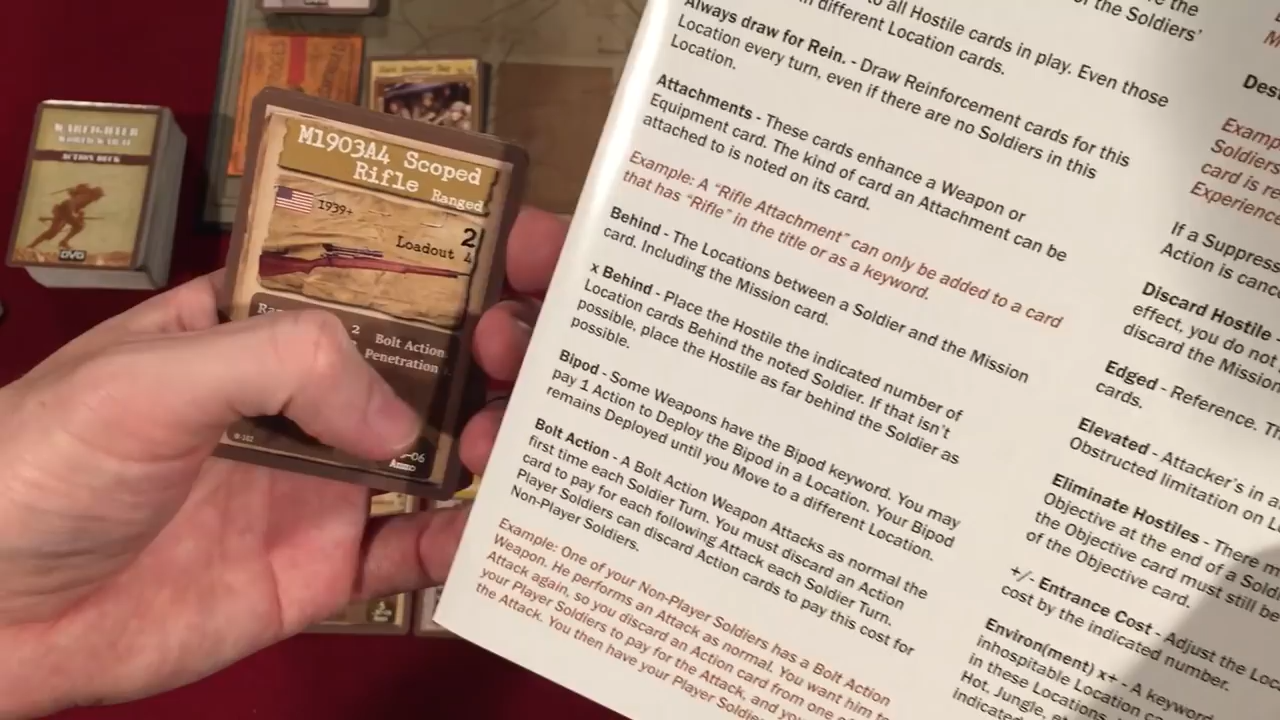 WARFIGHTER
ACTION DECK
DVG
M1903A4 Scoped
Rifle Ranged
1939+
2
Loadout 4
2 Bolt Action
Penetration
-06
Ammo
to all Hostile cards in play. Even those
in different Location cards.
Always draw for Rein. - Draw Reinforcement cards for this
Location every turn, even if there are no Soldiers in this
Location.
Attachments - These cards enhance a Weapon or
Equipment card. The kind of card an Attachment can be
attached to is noted on its card.
Example: A "Rifle Attachment" can only be added to a card
that has "Rifle" in the title or as a keyword.
Behind - The Locations between a Soldier and the Mission
card. Including the Mission card.
x Behind - Place the Hostile the indicated number of
Location cards Behind the noted Soldier. If that isn't
possible, place the Hostile as far behind the Soldier as
possible.
Bipod - Some Weapons have the Bipod keyword. You may
pay 1 Action to Deploy the Bipod in a Location. Your Bipod
remains Deployed until you Move to a different Location.
Bolt Action - A Bolt Action Weapon Attacks as normal the
first time each Soldier Turn. You must discard an Action
card to pay for each following Attack each Soldier Turn.
Player Soldiers can discard Action cards to pay this cost for
Non-Player Soldiers.
Example: One of your Non-Player Soldiers has a Bolt Action
Weapon. He performs an Attack as normal. You want him to
Attack again, so you discard an Action card from one of
your Player Soldiers to pay for the Attack, and you
the Attack. You then have your Player Soldier
of the Soldiers'
Examp
Soldiers
card is re
Experienc
If a Suppress
Action is canc
Discard Hostile -
effect, you do not
discard the Mission
Edged - Reference. Th
cards.
Elevated - Attacker's in a
Obstructed limitation on L
Eliminate Hostiles - There m
Objective at the end of a Sold
the Objective card must still be
of the Objective card.
+/- Entrance Cost - Adjust the Loc
cost by the indicated number.
Environ(ment) x+ - A keyword
inhospitable Location
in these Locations
Hot, Jungle, et
indicated